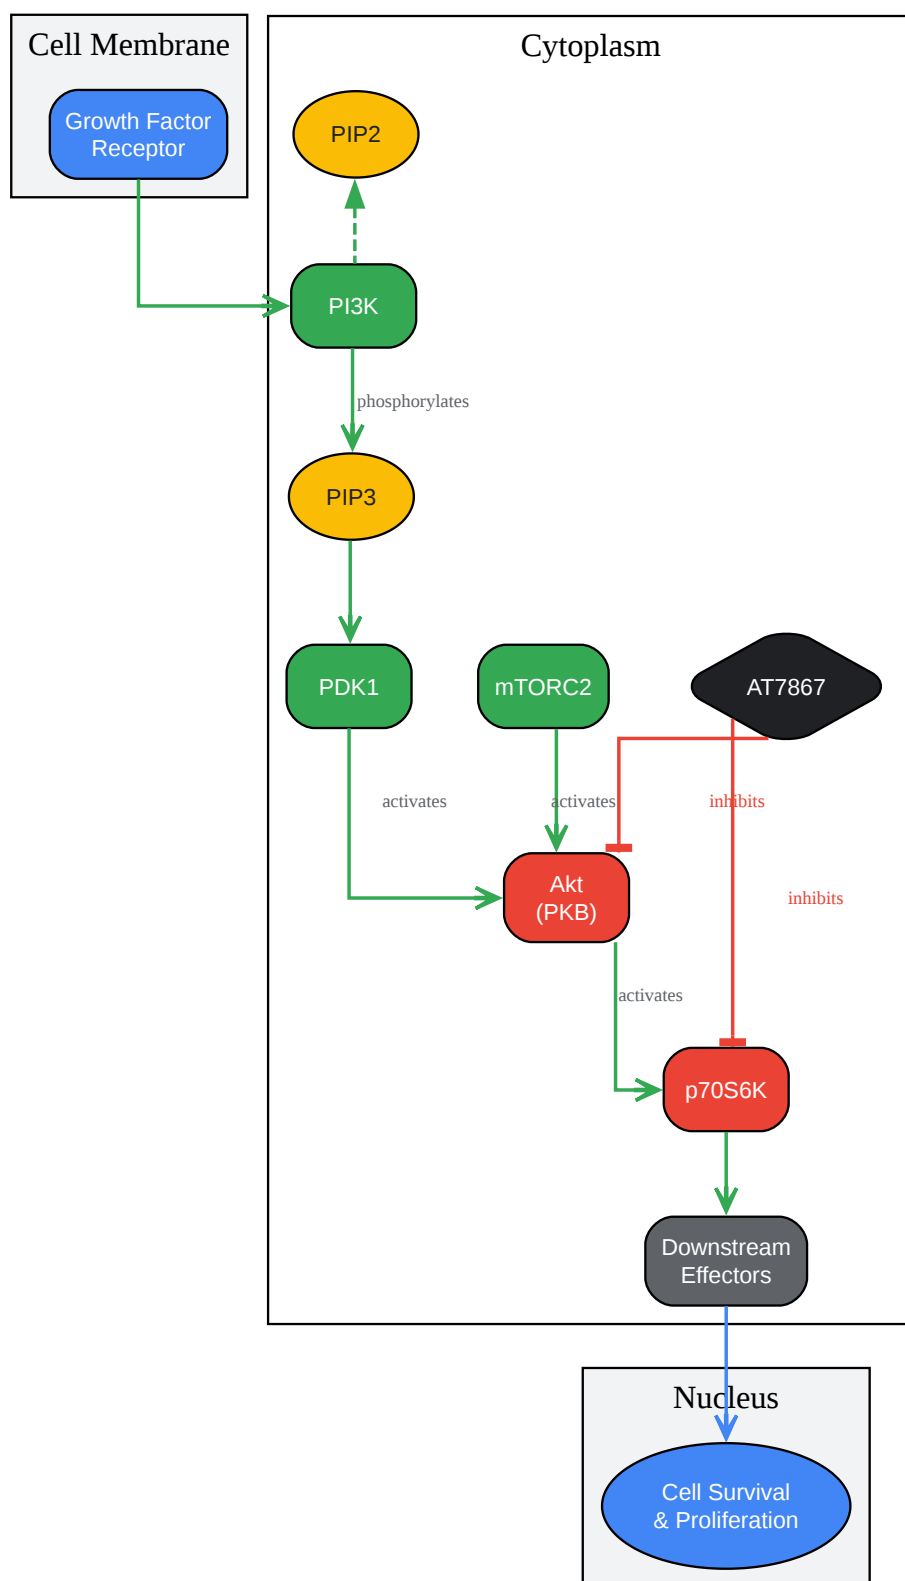 Cell Membrane
Growth Factor
Receptor
Cytoplasm
PIP2
PI3K
phosphorylates
PIP3
PDK1
mTORC2
AT7867
activates
activates
inhibits
Akt
(PKB)
inhibits
activates
p70S6K
Downstream
Effectors
Nucleus
Cell Survival
& Proliferation